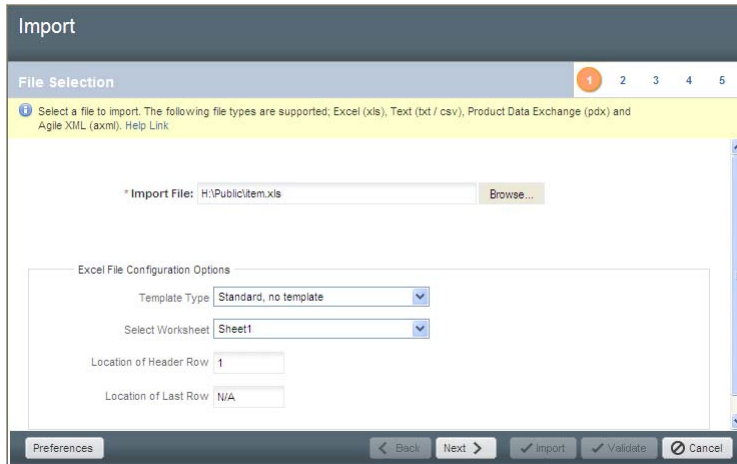 Import
File Selection 1 2 3 4 5
Select a file to import. The following file types are supported; Excel (xls), Text (txt / csv), Product Data Exchange (pdx) and
Agile XML (axml). Help Link
* Import File: H:\Public\item.xls Browse...
Excel File Configuration Options
Template Type Standard, no template
Select Worksheet Sheet1
Location of Header Row 1
Location of Last Row N/A
Preferences Back Next Import Validate Cancel